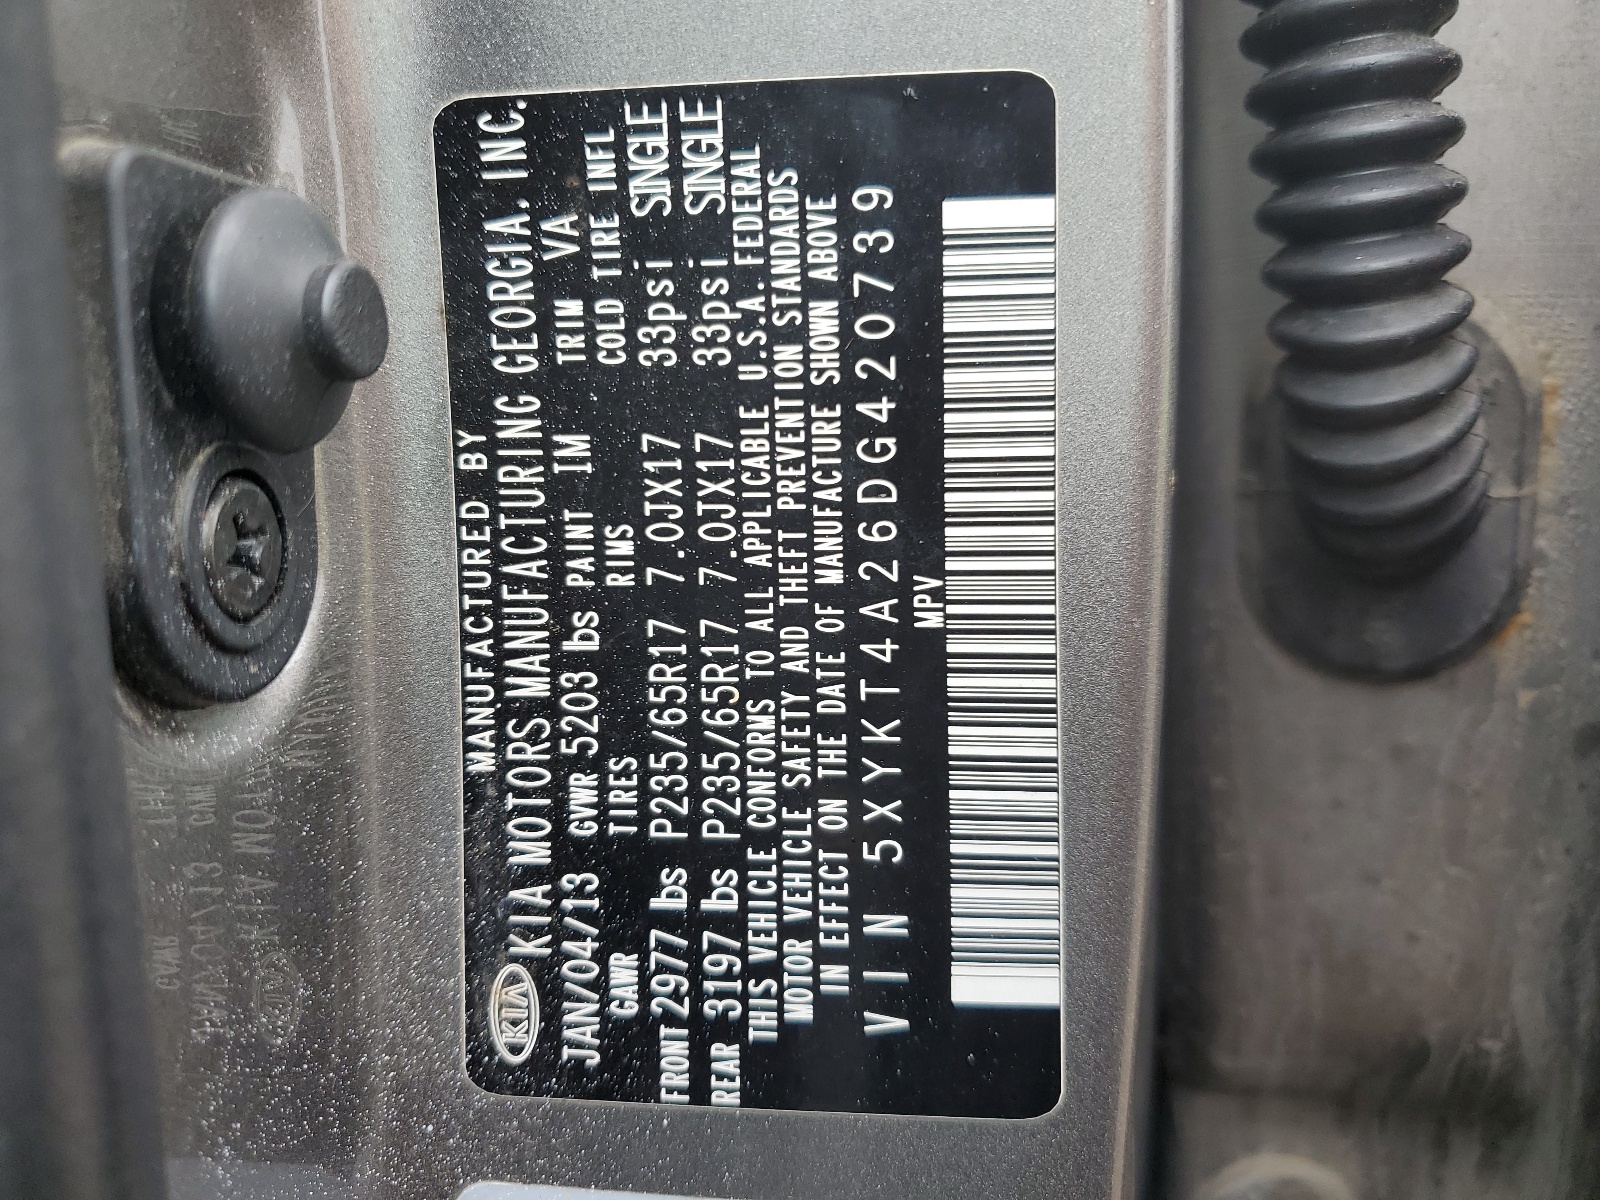 MANUFACTURED BY
KIA KIA MOTORS MANUFACTURING GEORGIA. INC.
JAN/04/13 GVWR 5203 lbs PAINT IM TRIM VA
GAWR TIRES RIMS COLD TIRE INFL
FRONT 2977 lbs P235/65R17 7.0JX17 33psi SINGLE
REAR 3197 lbs P235/65R17 7.0JX17 33psi SINGLE
THIS VEHICLE CONFORMS TO ALL APPLICABLE U.S.A. FEDERAL
MOTOR VEHICLE SAFETY AND THEFT PREVENTION STANDARDS
IN EFFECT ON THE DATE OF MANUFACTURE SHOWN ABOVE
VIN 5XYKT4A26DG420739
MPV